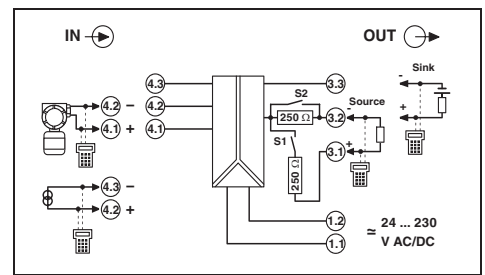 IN
OUT
Sink
-
+
4.3
3.3
S2
4.2 -
4.2
250 Ω
3.2
-
Source
4.1 +
4.1
S1
250 Ω
3.1
+
4.3 -
4.2 +
1.2
≃ 24 ... 230
1.1
V AC/DC